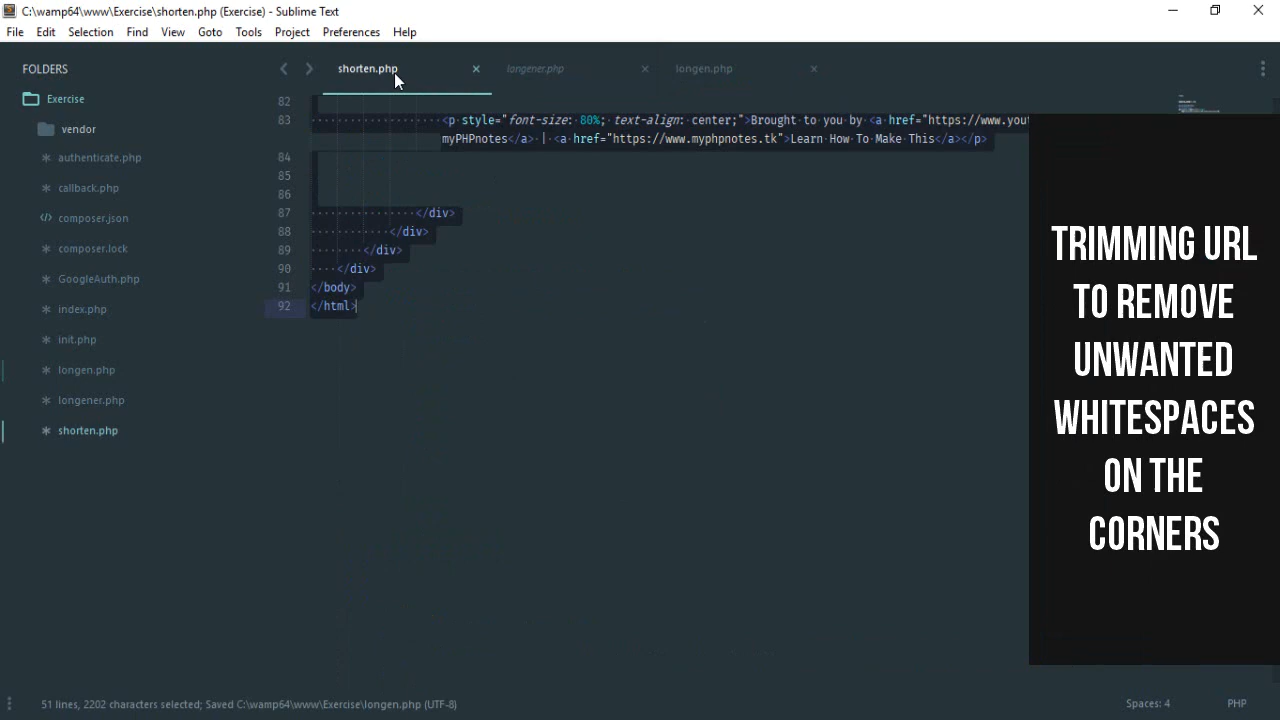 C:\wamp64\www\Exercise\shorten.php (Exercise) - Sublime Text
File Edit Selection Find View Goto Tools Project Preferences Help
FOLDERS
Exercise
vendor
authenticate.php
callback.php
composer.json
composer.lock
GoogleAuth.php
index.php
init.php
longen.php
longener.php
shorten.php
shorten.php langener.php longen.php
82
83 <p style="font-size: 80%; text-align: center;">Brought to you by <a href="https://www.you
myPHPnotes</a> | <a href="https://www.myphpnotes.tk">Learn How To Make This</a></p>
84
85
86
87 </div>
88 </div>
89 </div>
90 </div>
91 </body>
92 </html>
TRIMMING URL
TO REMOVE
UNWANTED
WHITESPACES
ON THE
CORNERS
51 lines, 2202 characters selected; Saved C:\wamp64\www\Exercise\longen.php (UTF-8)
Spaces: 4 PHP